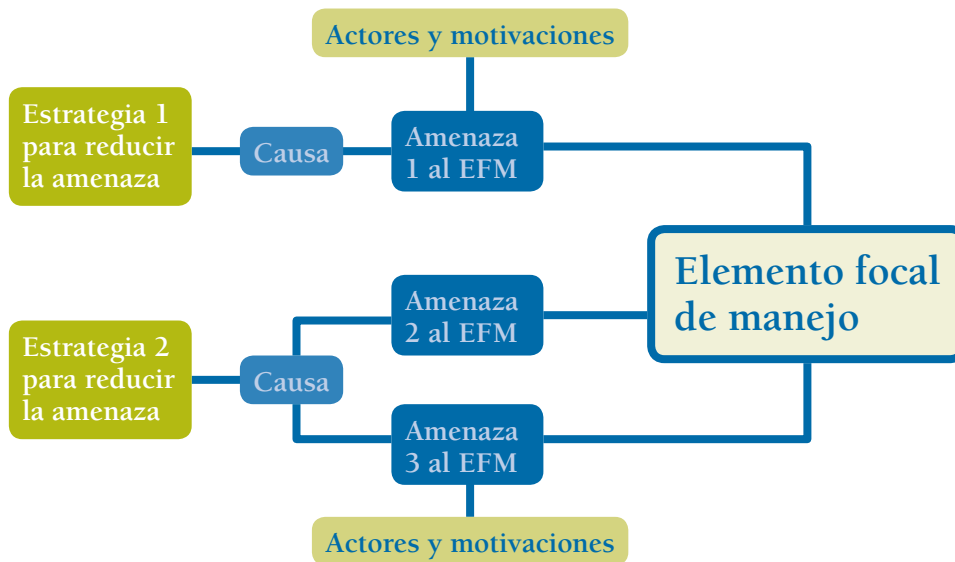 Actores y motivaciones
Estrategia 1
para reducir
la amenaza
Causa
Amenaza
1 al EFM
Elemento focal
de manejo
Amenaza
2 al EFM
Estrategia 2
para reducir
la amenaza
Causa
Amenaza
3 al EFM
Actores y motivaciones